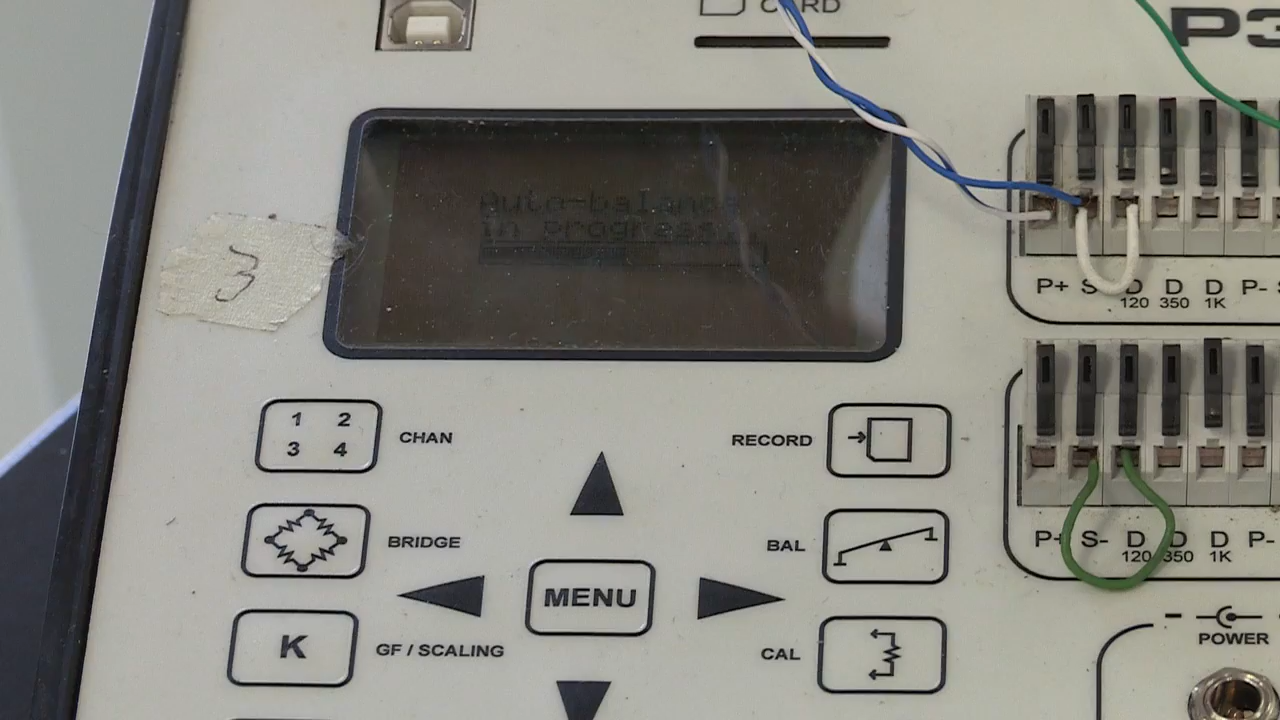 CARD
P3
Auto-balance
in progress.
3
P+ S- D D D P-
120 350 1K
1 2
3 4
CHAN
RECORD
BRIDGE
BAL
MENU
K
GF / SCALING
CAL
P+ S- D D D P-
120 350 1K
POWER